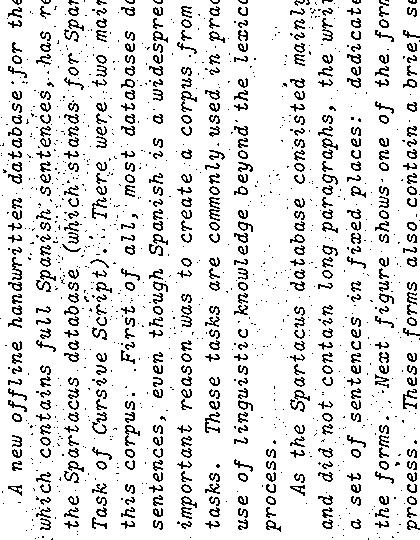 A new offline handwritten database for the
which contains full Spanish sentences, has re
the Spartacus database (which stands for Span
Task of Cursive Script). There were two main
this corpus. First of all, most databases do
sentences, even though Spanish is a widespred
important reason was to create a corpus from
tasks. These tasks are commonly used in prac
use of linguistic knowledge beyond the lexic
process.
As the Spartacus database consisted mainly
and did not contain long paragraphs, the writ
a set of sentences in fixed places: dedicate
the forms. Next figure shows one of the form
process. These forms also contain a brief se